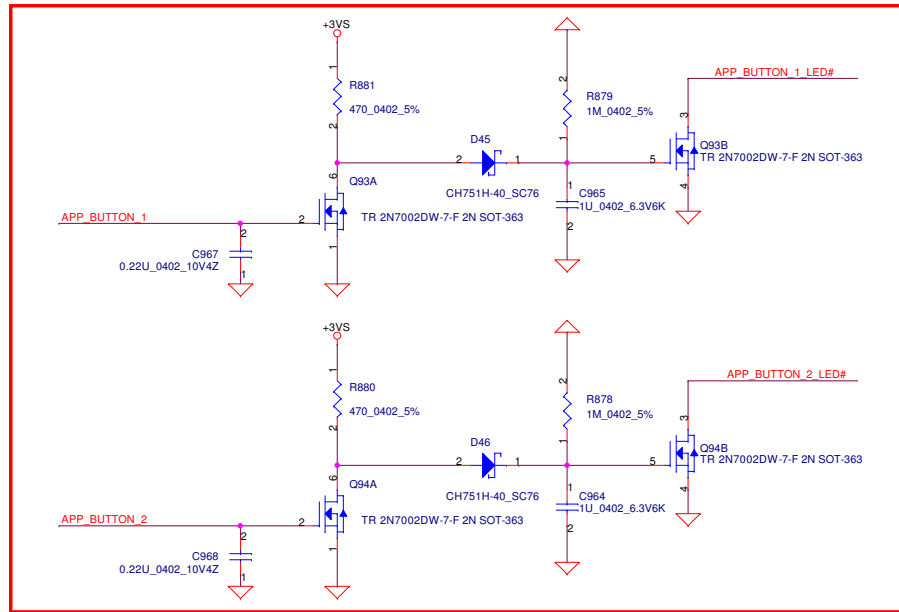 +3VS
R881
470_0402_5%
1
2
R879
1M_0402_5%
2
1
APP_BUTTON_1_LED#
D45
2
1
CH751H-40_SC76
Q93B
TR 2N7002DW-7-F 2N SOT-363
3
5
4
Q93A
TR 2N7002DW-7-F 2N SOT-363
6
2
1
C965
.1U_0402_6.3V6K
1
2
APP_BUTTON_1
C967
0.22U_0402_10V4Z
2
1
+3VS
R880
470_0402_5%
1
2
R878
1M_0402_5%
2
1
APP_BUTTON_2_LED#
D46
2
1
CH751H-40_SC76
Q94B
TR 2N7002DW-7-F 2N SOT-363
3
5
4
Q94A
TR 2N7002DW-7-F 2N SOT-363
6
2
1
C964
.1U_0402_6.3V6K
1
2
APP_BUTTON_2
C968
0.22U_0402_10V4Z
2
1